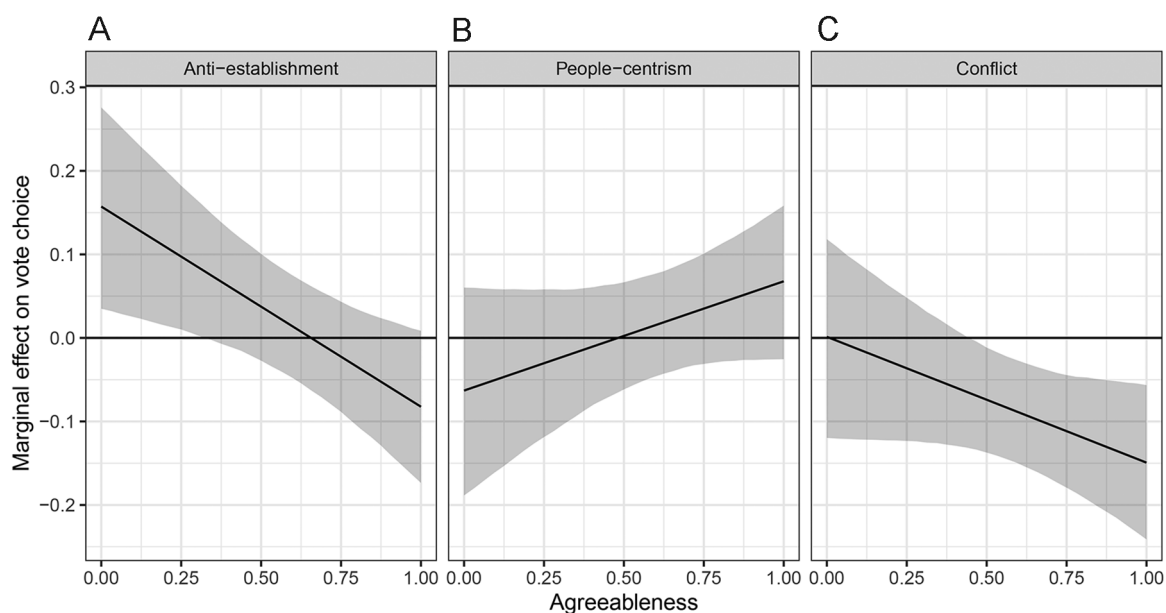 A B C
Anti−establishment People−centrism Conflict
0.3
0.2
0.1
0.0
−0.1
−0.2
Marginal effect on vote choice
0.00 0.25 0.50 0.75 1.00 0.00 0.25 0.50 0.75 1.00 0.00 0.25 0.50 0.75 1.00
Agreeableness